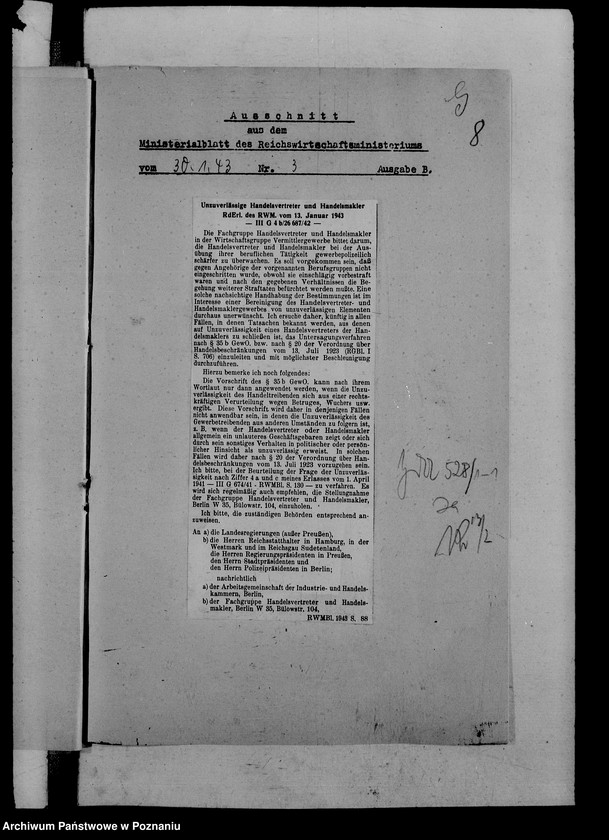 8
Ausschnitt
aus dem
Ministerialblatt des Reichswirtschaftsministeriums
vom 30.1.43 Nr. 3 Ausgabe B.
Unzuverlässige Handelsvertreter und Handelsmakler
RdErl. des RWM. vom 13. Januar 1943
— III G 4 b/26 687/42 —
Die Fachgruppe Handelsvertreter und Handelsmakler
in der Wirtschaftsgruppe Vermittlergewerbe bittet darum,
die Handelsvertreter und Handelsmakler bei der Aus-
übung ihrer beruflichen Tätigkeit gewerbepolizeilich
schärfer zu überwachen. Es soll vorgekommen sein, daß
gegen Angehörige der vorgenannten Berufsgruppen nicht
eingeschritten wurde, obwohl sie einschlägig vorbestraft
waren und nach den gegebenen Verhältnissen die Be-
gehung weiterer Straftaten befürchtet werden mußte. Eine
solche nachsichtige Handhabung der Bestimmungen ist im
Interesse einer Bereinigung des Handelsvertreter- und
Handelsmaklergewerbes von unzuverlässigen Elementen
durchaus unerwünscht. Ich ersuche daher, künftig in allen
Fällen, in denen Tatsachen bekannt werden, aus denen
auf Unzuverlässigkeit eines Handelsvertreters der Han-
delsmaklers zu schließen ist, das Untersagungsverfahren
nach § 35 b GewO. bzw. nach § 20 der Verordnung über
Handelsbeschränkungen vom 13. Juli 1923 (RGBl. I
S. 706) einzuleiten und mit möglichster Beschleunigung
durchzuführen.
Hierzu bemerke ich noch folgendes:
Die Vorschrift des § 35 b GewO. kann nach ihrem
Wortlaut nur dann angewendet werden, wenn die Unzu-
verlässigkeit des Handeltreibenden sich aus einer rechts-
kräftigen Verurteilung wegen Betruges, Wuchers usw.
ergibt. Diese Vorschrift wird daher in denjenigen Fällen
nicht anwendbar sein, in denen die Unzuverlässigkeit des
Gewerbetreibenden aus anderen Umständen zu folgern ist,
z. B. wenn der Handelsvertreter oder Handelsmakler
allgemein ein unlauteres Geschäftsgebaren zeigt oder sich
durch sein sonstiges Verhalten in politischer oder persön-
licher Hinsicht als unzuverlässig erweist. In solchen
Fällen wird daher nach § 20 der Verordnung über Han-
delsbeschränkungen vom 13. Juli 1923 vorzugehen sein.
Ich bitte, bei der Beurteilung der Frage der Unzuverläs-
sigkeit nach Ziffer 4 a und c meines Erlasses vom 1. April
1941 — III G 674/41 . RWMBl. S. 130 — zu verfahren. Es
wird sich regelmäßig auch empfehlen, die Stellungnahme
der Fachgruppe Handelsvertreter und Handelsmakler,
Berlin W 35, Bülowstr. 104, einzuholen.
Ich bitte, die zuständigen Behörden entsprechend an-
zuweisen.
An a) die Landesregierungen (außer Preußen),
b) die Herren Reichsstatthalter in Hamburg, in der
Westmark und im Reichsgau Sudetenland,
die Herren Regierungspräsidenten in Preußen,
den Herrn Stadtpräsidenten und
den Herrn Polizeipräsidenten in Berlin;
nachrichtlich
a) der Arbeitsgemeinschaft der Industrie- und Handels-
kammern, Berlin,
b) der Fachgruppe Handelsvertreter und Handels-
makler, Berlin W 35, Bülowstr. 104,
RWMBl. 1943 S. 88
528/1-1
Archiwum Państwowe w Poznaniu